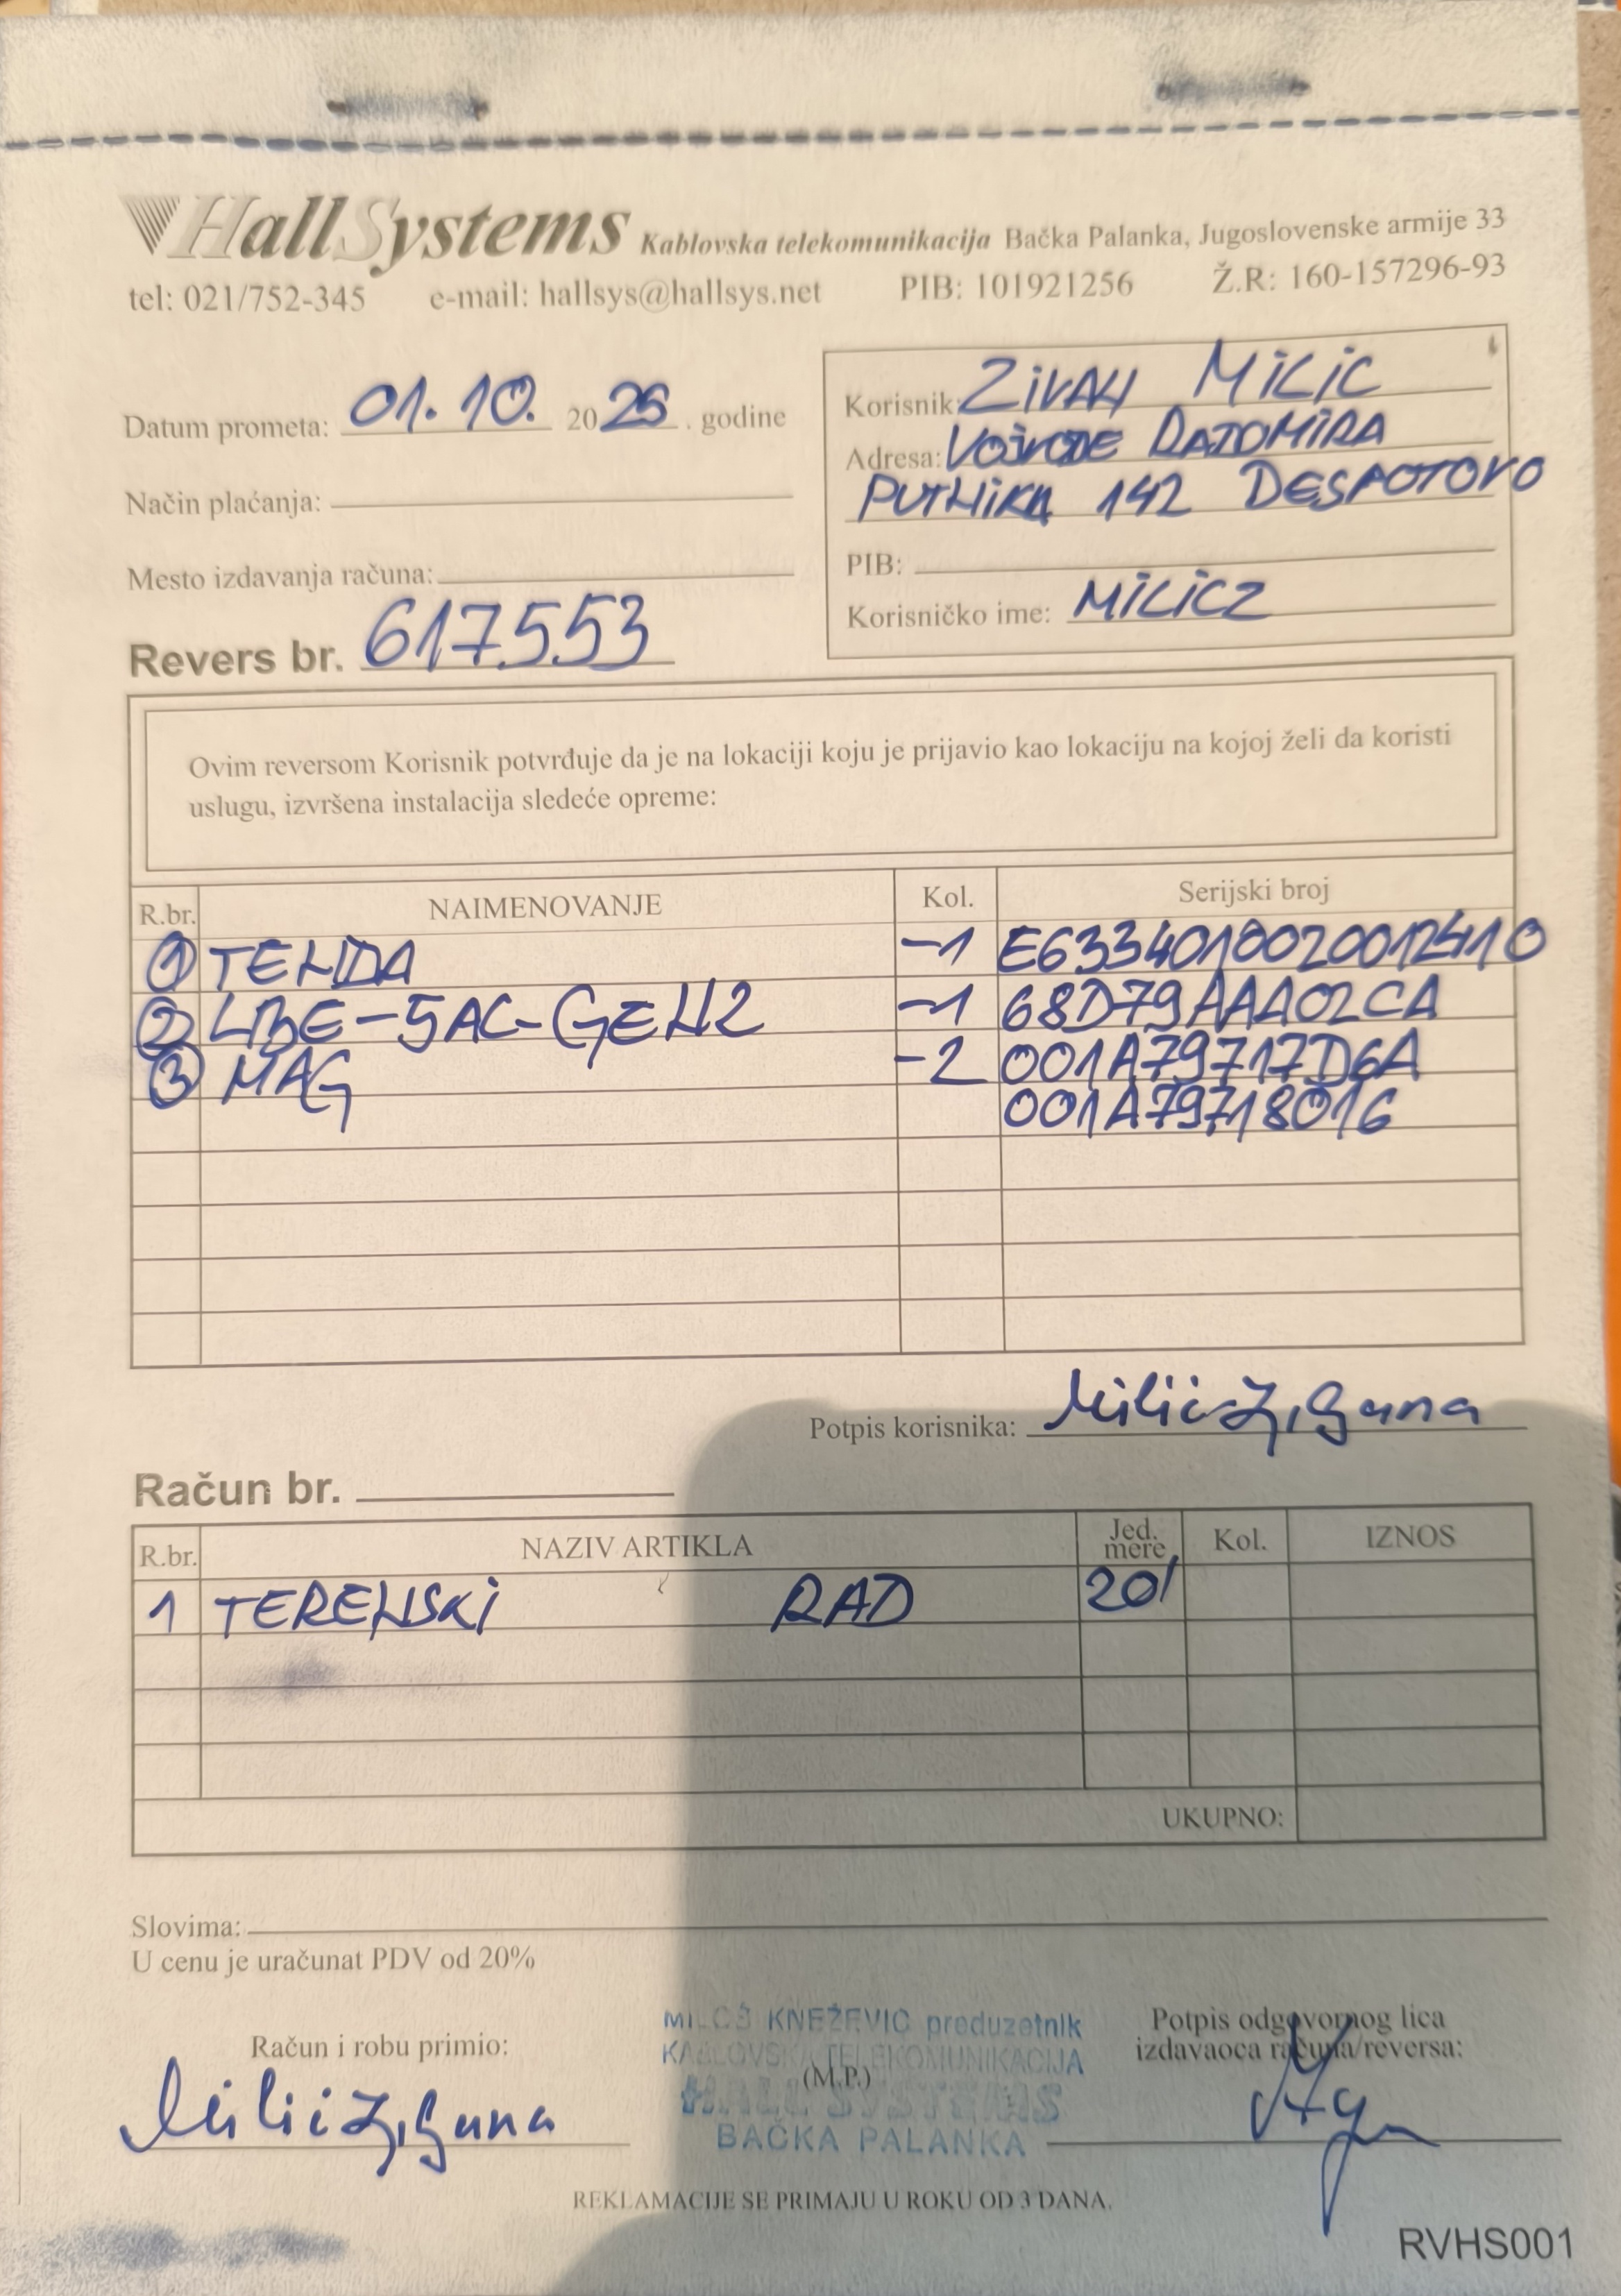 HallSystems Kablovska telekomunikacija Bačka Palanka, Jugoslovenske armije 33
tel: 021/752-345 e-mail: hallsys@hallsys.net PIB: 101921256 Ž.R: 160-157296-93
Datum prometa: 01.10. 2025. godine
Način plaćanja:
Mesto izdavanja računa:
Revers br. 617553
Korisnik: ZIVAN MILIC
Adresa: VOJVODE RADOMIRA
PUTNIKA 142 DESPOTOVO
PIB:
Korisničko ime: MILICZ
Ovim reversom Korisnik potvrđuje da je na lokaciji koju je prijavio kao lokaciju na kojoj želi da koristi
uslugu, izvršena instalacija sledeće opreme:
R.br. NAIMENOVANJE Kol. Serijski broj
1 TENDA -1 E6334010020012410
2 LBE-5AC-GEN2 -1 68D79AAA02CA
3 MAG -2 001A79717D6A
001A79718016
Potpis korisnika: Milić
Račun br.
R.br. NAZIV ARTIKLA Jed. mere Kol. IZNOS
1 TERENSKI RAD 20/
UKUPNO:
Slovima:
U cenu je uračunat PDV od 20%
MILOŠ KNEŽEVIĆ preduzetnik
KABLOVSKA TELEKOMUNIKACIJA
(M.P.)
HALL SYSTEMS
BAČKA PALANKA
Račun i robu primio:
Milić
Potpis odgovornog lica
izdavaoca računa/reversa:
REKLAMACIJE SE PRIMAJU U ROKU OD 3 DANA.
RVHS001